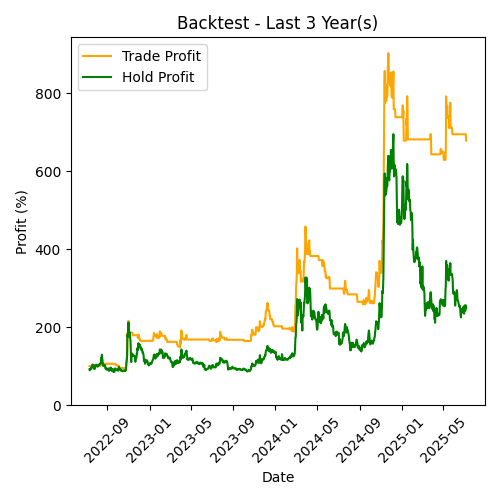 Backtest - Last 3 Year(s)
Trade Profit
Hold Profit
Profit (%)
800
600
400
200
0
2022-09
2023-01
2023-05
2023-09
2024-01
2024-05
2024-09
2025-01
2025-05
Date